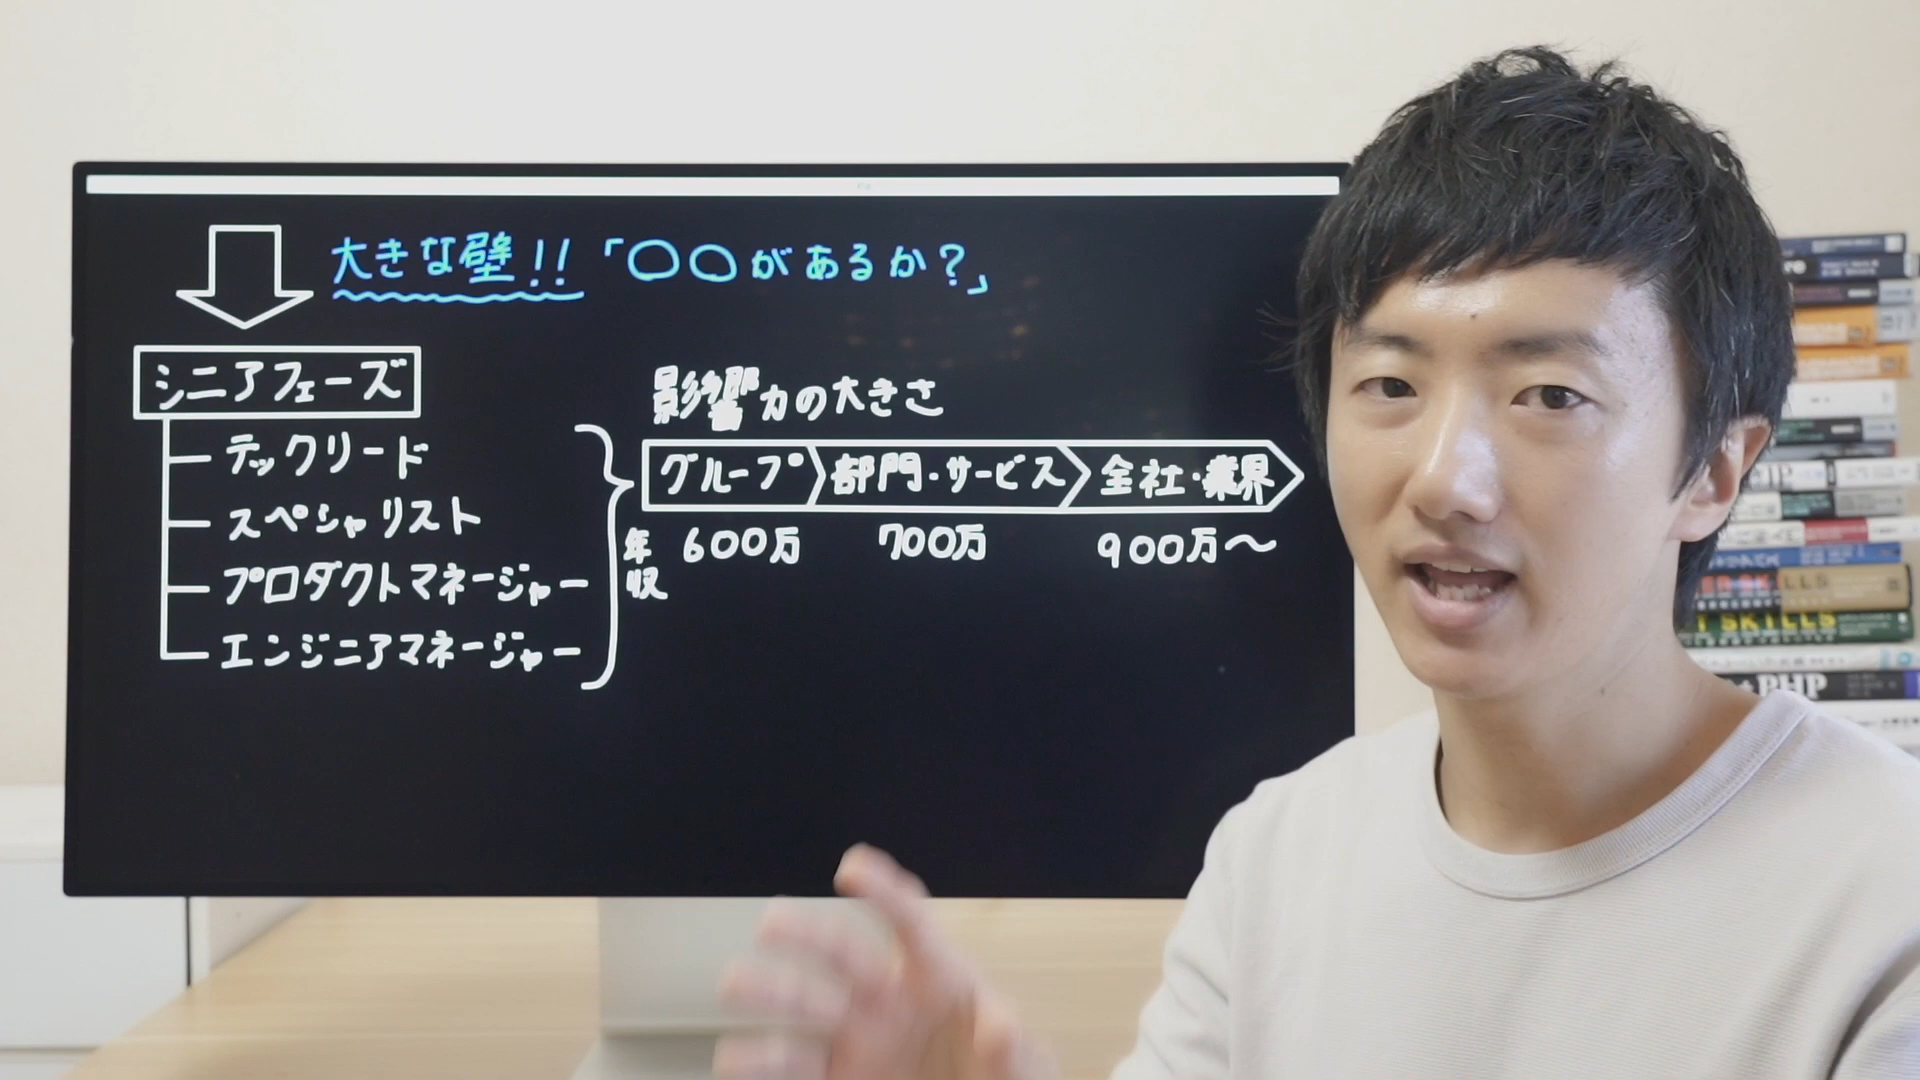 大きな壁!!「〇〇があるか?」
シニアフェーズ
テックリード
スペシャリスト
プロダクトマネージャー
エンジニアマネージャー
影響力の大きさ
グループ 部門・サービス 全社・業界
年収 600万 700万 900万〜
SKILLS
PHP